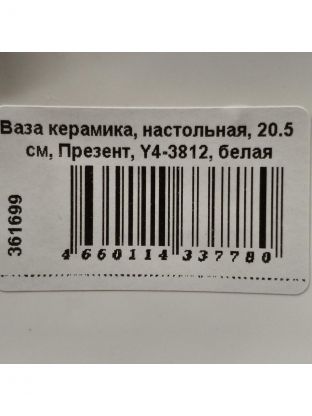 Ваза керамика, настольная, 20.5
см, Презент, Y4-3812, белая
361699
4 660114 337780